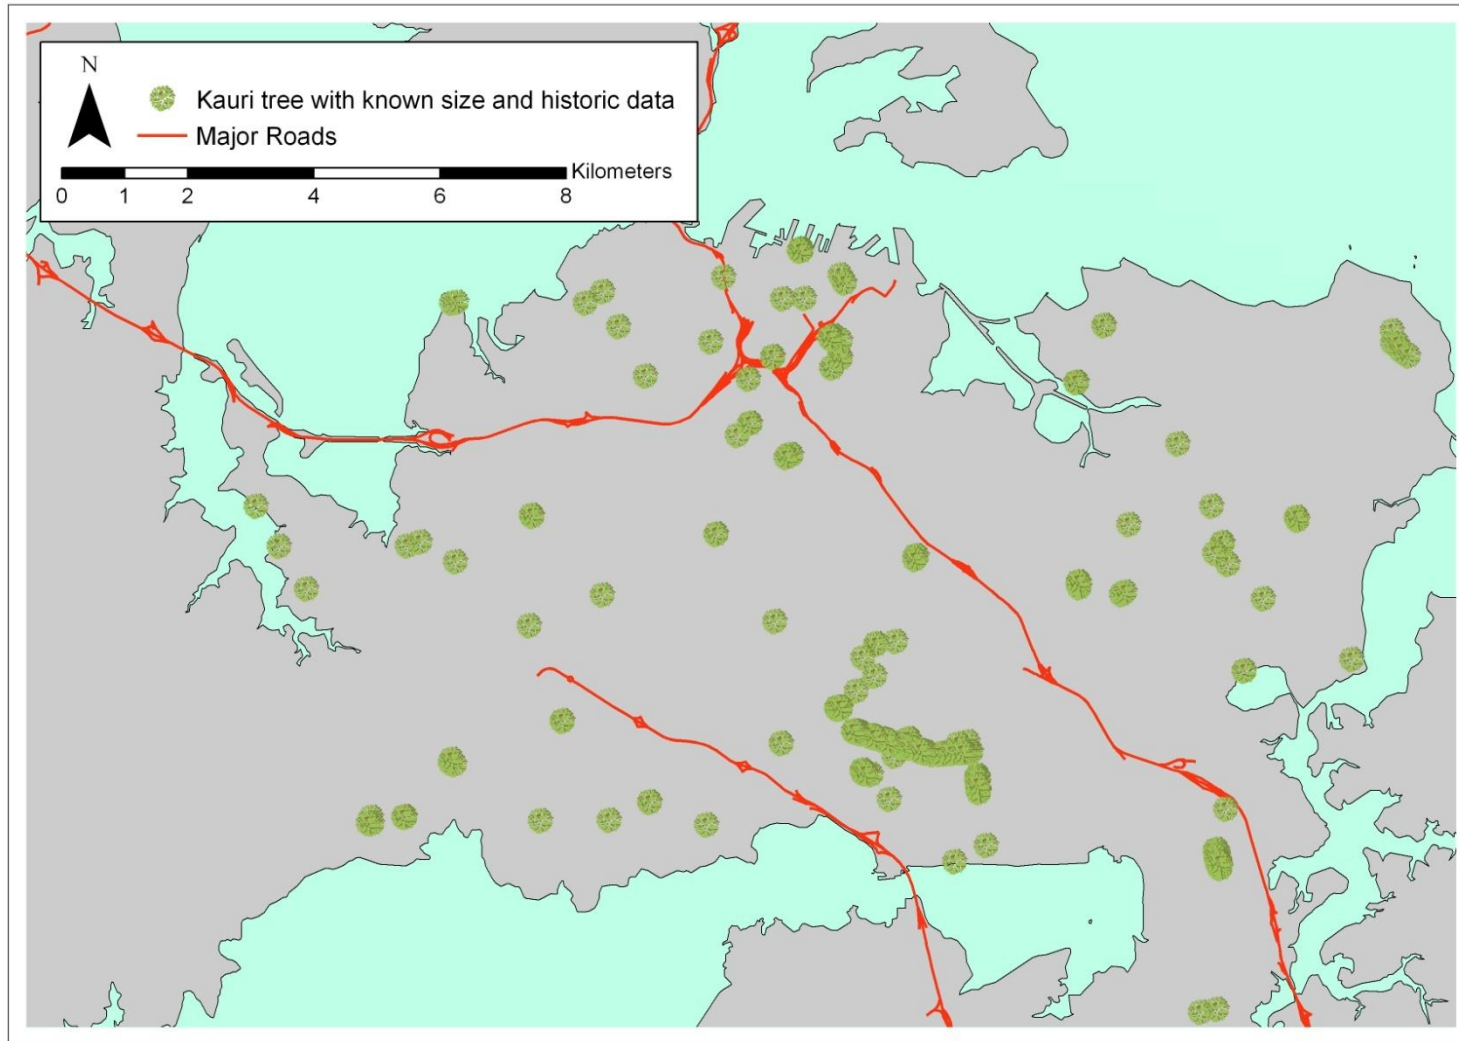 N
Kauri tree with known size and historic data
Major Roads
Kilometers
0 1 2 4 6 8